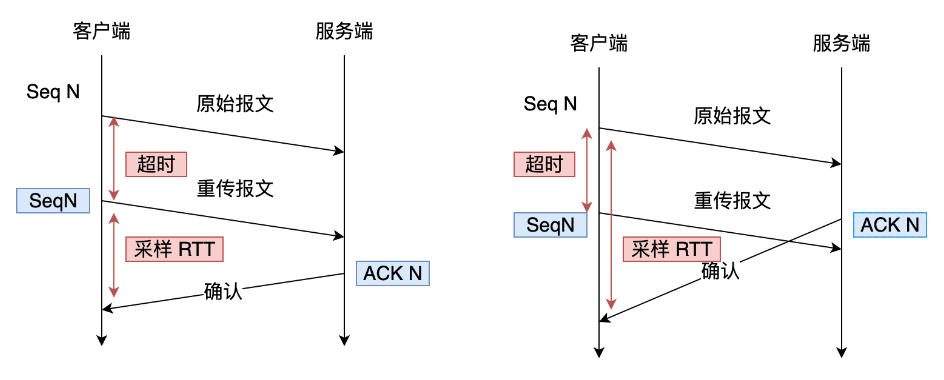 客户端
服务端
Seq N
原始报文
超时
重传报文
SeqN
采样 RTT
ACK N
确认
客户端
服务端
Seq N
原始报文
超时
重传报文
SeqN
ACK N
采样 RTT
确认